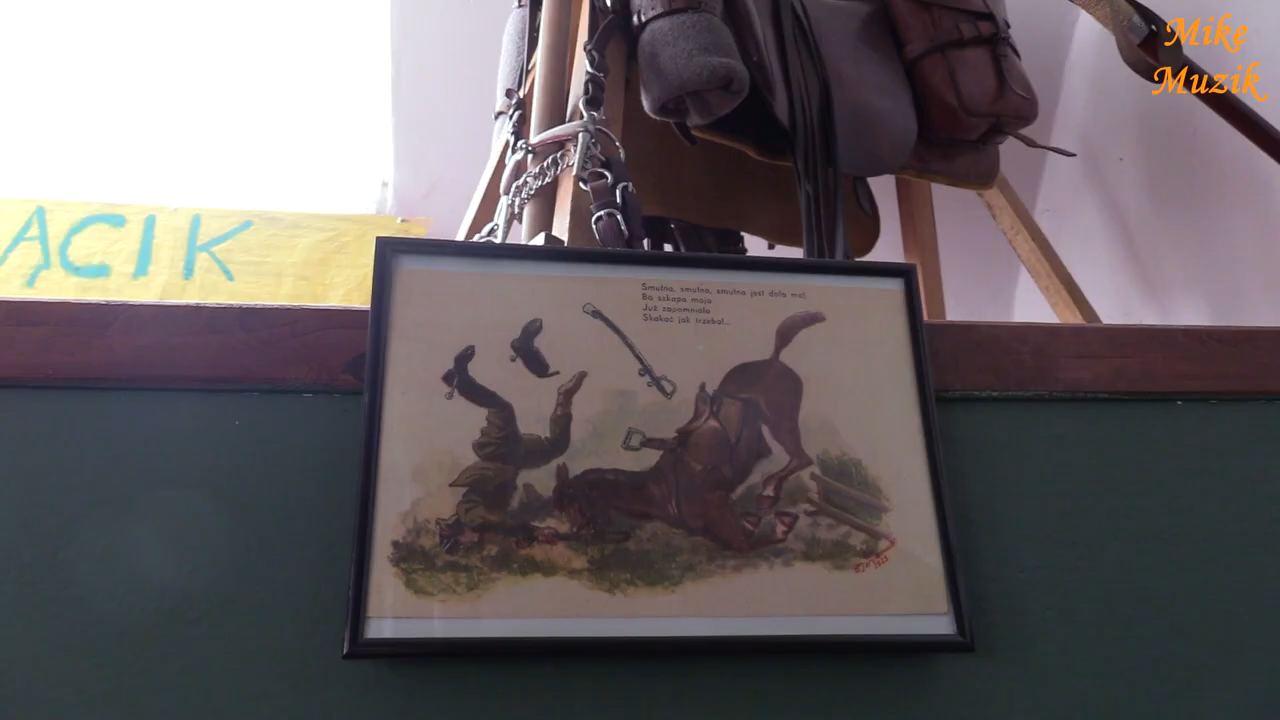 Mike
Muzik
ĄCIK
Smutna, smutna, smutna jest dola ma!.
Bo szkapa moja
Już zapomniała
Skakać jak trzeba!...